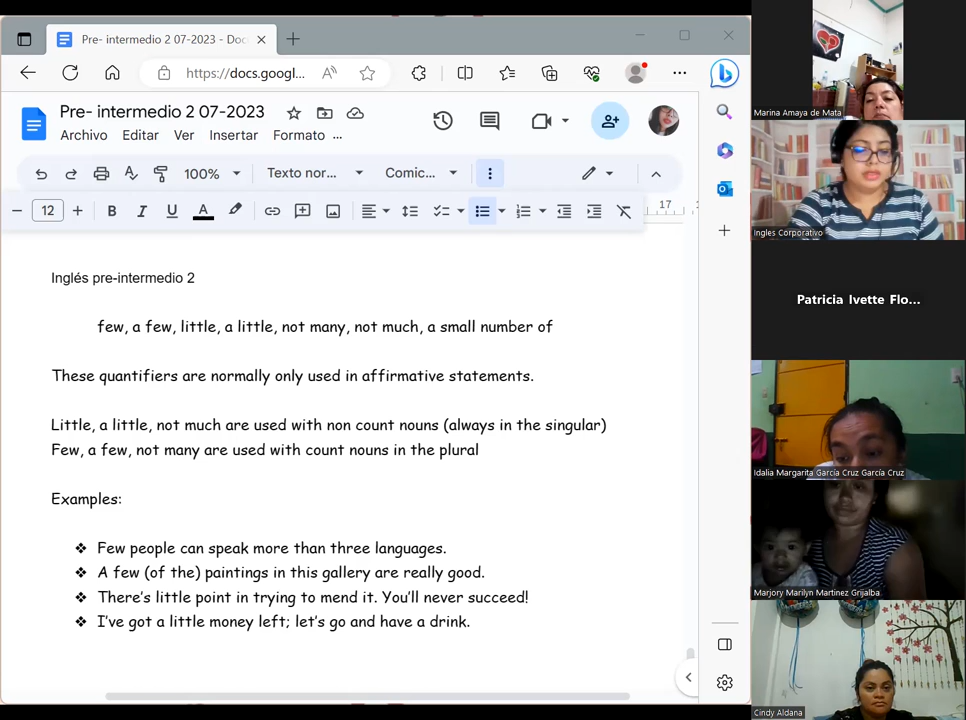 Pre- intermedio 2 07-2023 - Doc
https://docs.googl...
Pre- intermedio 2 07-2023
Archivo Editar Ver Insertar Formato ...
100% Texto nor... Comic...
12
17
Inglés pre-intermedio 2
few, a few, little, a little, not many, not much, a small number of
These quantifiers are normally only used in affirmative statements.
Little, a little, not much are used with non count nouns (always in the singular)
Few, a few, not many are used with count nouns in the plural
Examples:
❖ Few people can speak more than three languages.
❖ A few (of the) paintings in this gallery are really good.
❖ There's little point in trying to mend it. You'll never succeed!
❖ I've got a little money left; let's go and have a drink.
Marina Amaya de Mata
Ingles Corporativo
Patricia Ivette Flo...
Idalia Margarita García Cruz García Cruz
Marjory Marilyn Martinez Grijalba
Cindy Aldana